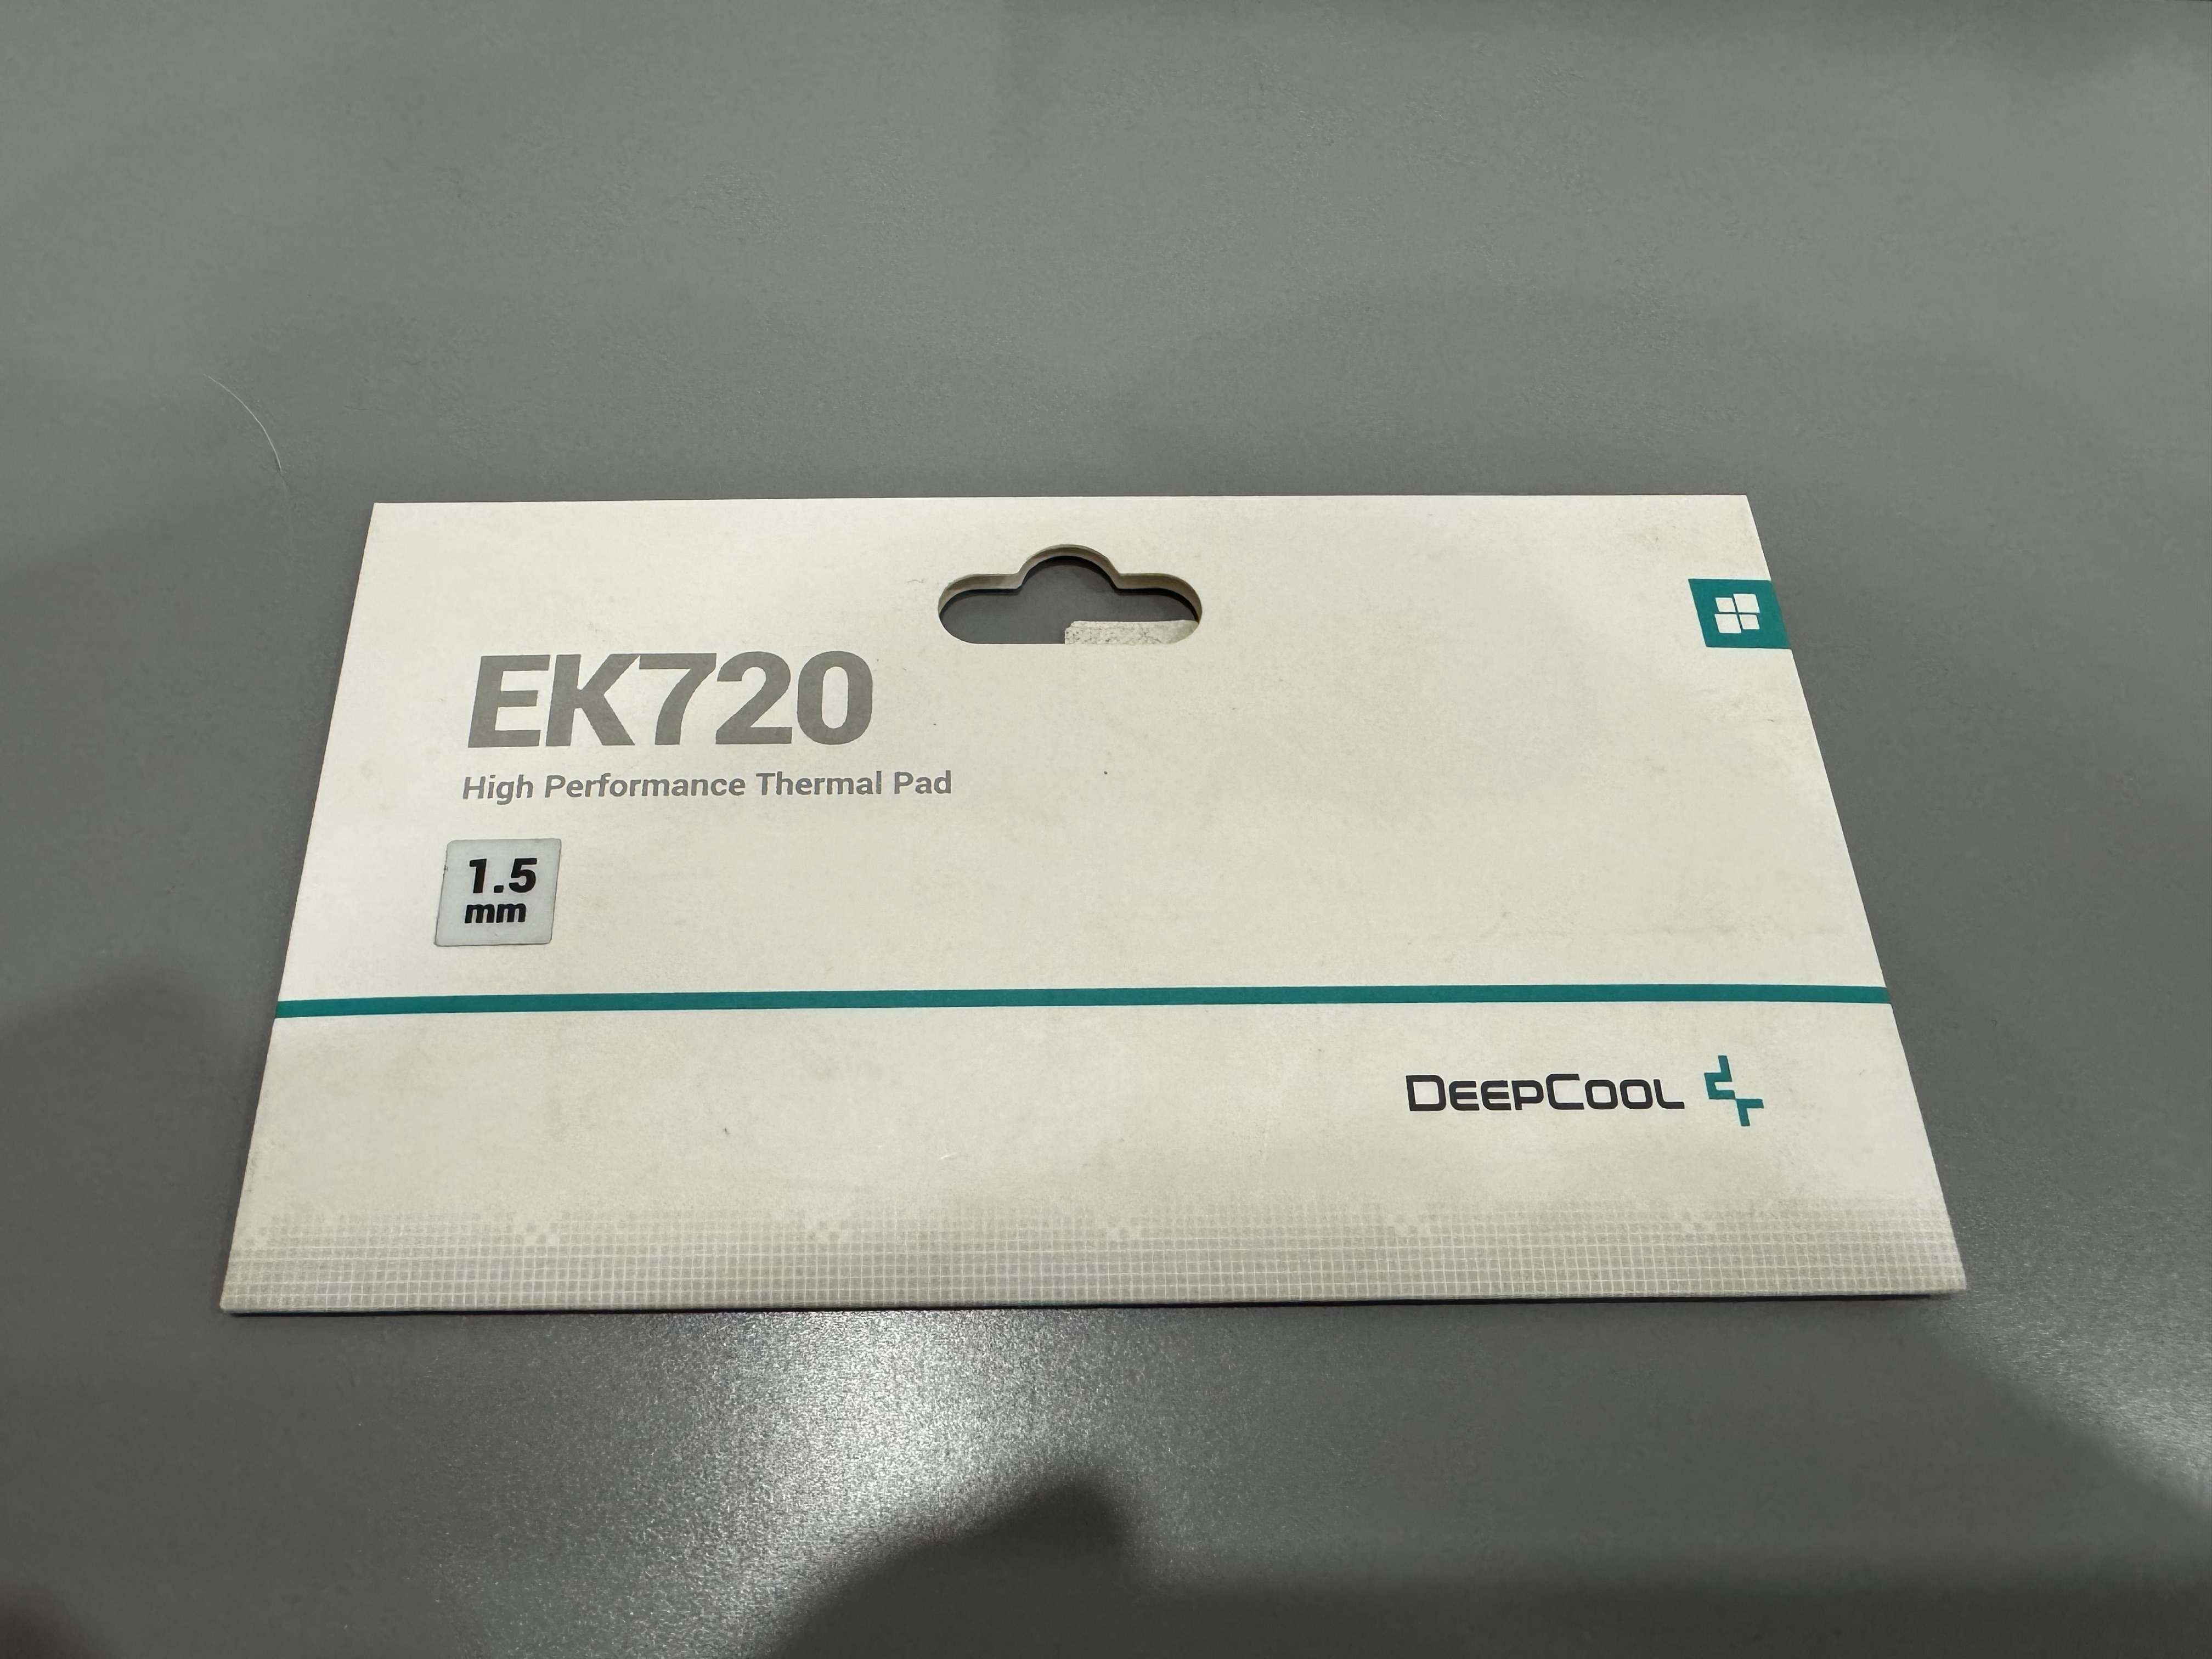 EK720
High Performance Thermal Pad
1.5
mm
DEEPCOOL